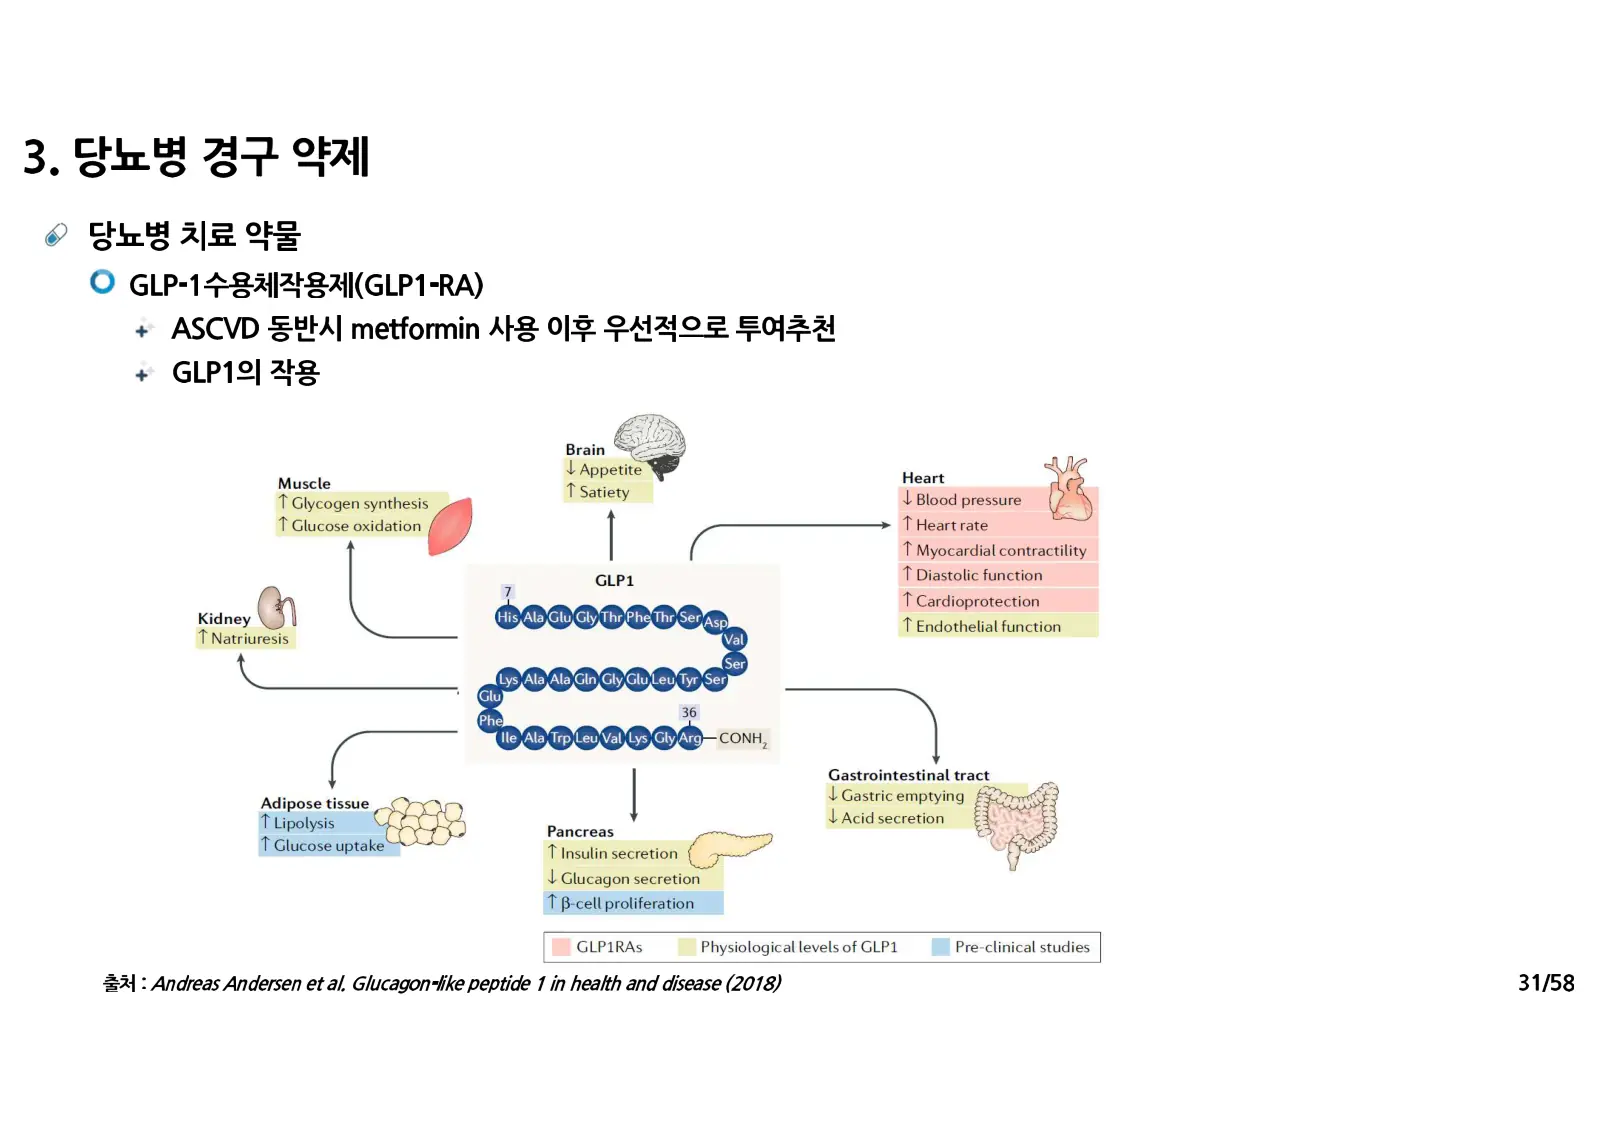 3. 당뇨병 경구 약제
당뇨병 치료 약물
GLP-1수용체작용제(GLP1-RA)
ASCVD 동반시 metformin 사용 이후 우선적으로 투여추천
GLP1의 작용
Brain
↓ Appetite
↑ Satiety
Muscle
↑ Glycogen synthesis
↑ Glucose oxidation
Heart
↓ Blood pressure
↑ Heart rate
↑ Myocardial contractility
↑ Diastolic function
↑ Cardioprotection
↑ Endothelial function
Kidney
↑ Natriuresis
GLP1
7
His Ala Glu Gly Thr Phe Thr Ser Asp
Val
Ser
Lys Ala Ala Gln Gly Glu Leu Tyr Ser
Glu
Phe
36
Ile Ala Trp Leu Val Lys Gly Arg CONH2
Adipose tissue
↑ Lipolysis
↑ Glucose uptake
Pancreas
↑ Insulin secretion
↓ Glucagon secretion
↑ β-cell proliferation
Gastrointestinal tract
↓ Gastric emptying
↓ Acid secretion
GLP1RAs Physiological levels of GLP1 Pre-clinical studies
출처 : Andreas Andersen et al. Glucagon-like peptide 1 in health and disease (2018)
31/58